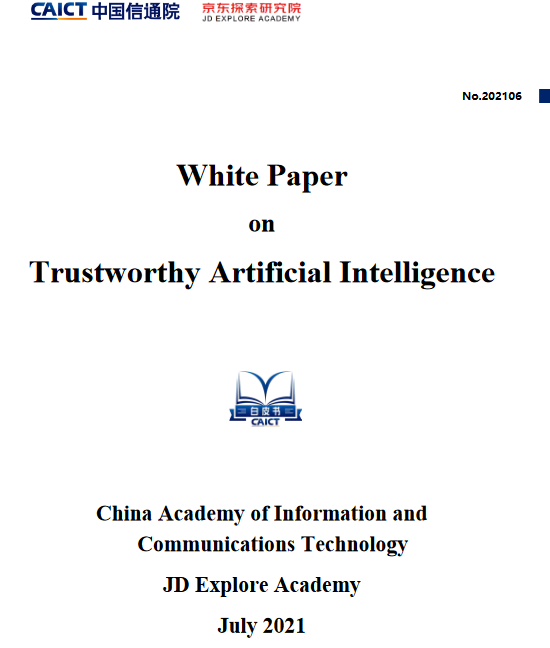 CAICT 中国信通院 京东探索研究院
JD EXPLORE ACADEMY
No.202106
White Paper
on
Trustworthy Artificial Intelligence
白皮书
CAICT
China Academy of Information and
Communications Technology
JD Explore Academy
July 2021